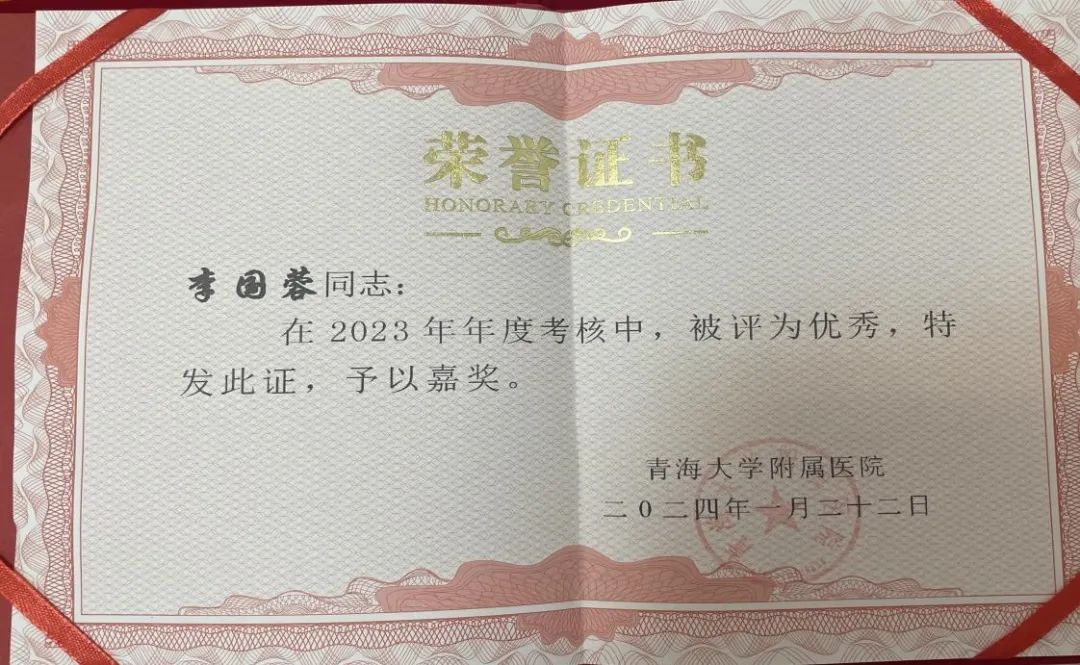 荣誉证书
HONORARY CREDENTIAL
李国蓉同志：
在2023年年度考核中，被评为优秀，特
发此证，予以嘉奖。
青海大学附属医院
二0二四年一月二十二日